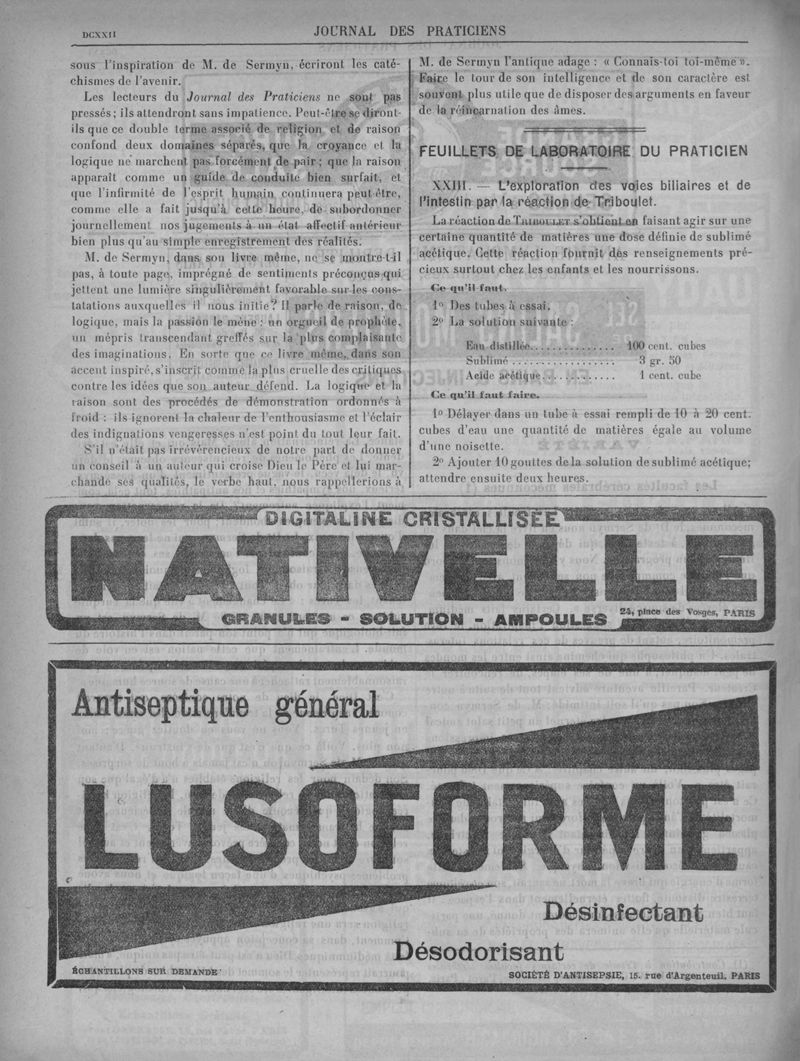 DCXXII
JOURNAL DES PRATICIENS
sous l'inspiration de M. de Sermyn, écriront les caté-
chismes de l'avenir.
Les lecteurs du Journal des Praticiens ne sont pas
pressés ; ils attendront sans impatience. Peut-être se diront-
ils que ce double terme associé de religion et de raison
confond deux domaines séparés, que la croyance et la
logique ne marchent pas forcément de pair ; que la raison
apparaît comme un guide de conduite bien surfait, et
que l'infirmité de l'esprit humain continuera peut être,
comme elle a fait jusqu'à cette heure, de subordonner
journellement nos jugements à un état affectif antérieur
bien plus qu'au simple enregistrement des réalités.
M. de Sermyn, dans son livre même, ne se montre-t-il
pas, à toute page, imprégné de sentiments préconçus qui
jettent une lumière singulièrement favorable sur les cons-
tatations auxquelles il nous initie ? Il parle de raison, de
logique, mais la passion le mène : un orgueil de prophète,
un mépris transcendant greffés sur la plus complaisante
des imaginations. En sorte que ce livre même, dans son
accent inspiré, s'inscrit comme la plus cruelle des critiques
contre les idées que son auteur défend. La logique et la
raison sont des procédés de démonstration ordonnés à
froid : ils ignorent la chaleur de l'enthousiasme et l'éclair
des indignations vengeresses n'est point du tout leur fait.
S'il n'était pas irrévérencieux de notre part de donner
un conseil à un auteur qui croise Dieu le Père et lui mar-
chande ses qualités, le verbe haut, nous rappellerions à
M. de Sermyn l'antique adage : « Connais-toi toi-même ».
Faire le tour de son intelligence et de son caractère est
souvent plus utile que de disposer des arguments en faveur
de la réincarnation des âmes.
FEUILLETS DE LABORATOIRE DU PRATICIEN
XXIII. — L'exploration des voies biliaires et de
l'intestin par la réaction de Triboulet.
La réaction de TRIBOULET s'obtient en faisant agir sur une
certaine quantité de matières une dose définie de sublimé
acétique. Cette réaction fournit des renseignements pré-
cieux surtout chez les enfants et les nourrissons.
Ce qu'il faut.
1º Des tubes à essai.
2º La solution suivante :
Eau distillée............... 100 cent. cubes
Sublimé.................. 3 gr. 50
Acide acétique............. 1 cent. cube
Ce qu'il faut faire.
1º Délayer dans un tube à essai rempli de 10 à 20 cent.
cubes d'eau une quantité de matières égale au volume
d'une noisette.
2º Ajouter 10 gouttes de la solution de sublimé acétique;
attendre ensuite deux heures.
DIGITALINE CRISTALLISÉE
NATIVELLE
GRANULES - SOLUTION - AMPOULES
24, place des Vosges, PARIS
Antiseptique général
LUSOFORME
Désinfectant
Désodorisant
ÉCHANTILLONS SUR DEMANDE
SOCIÉTÉ D'ANTISEPSIE, 15, rue d'Argenteuil, PARIS